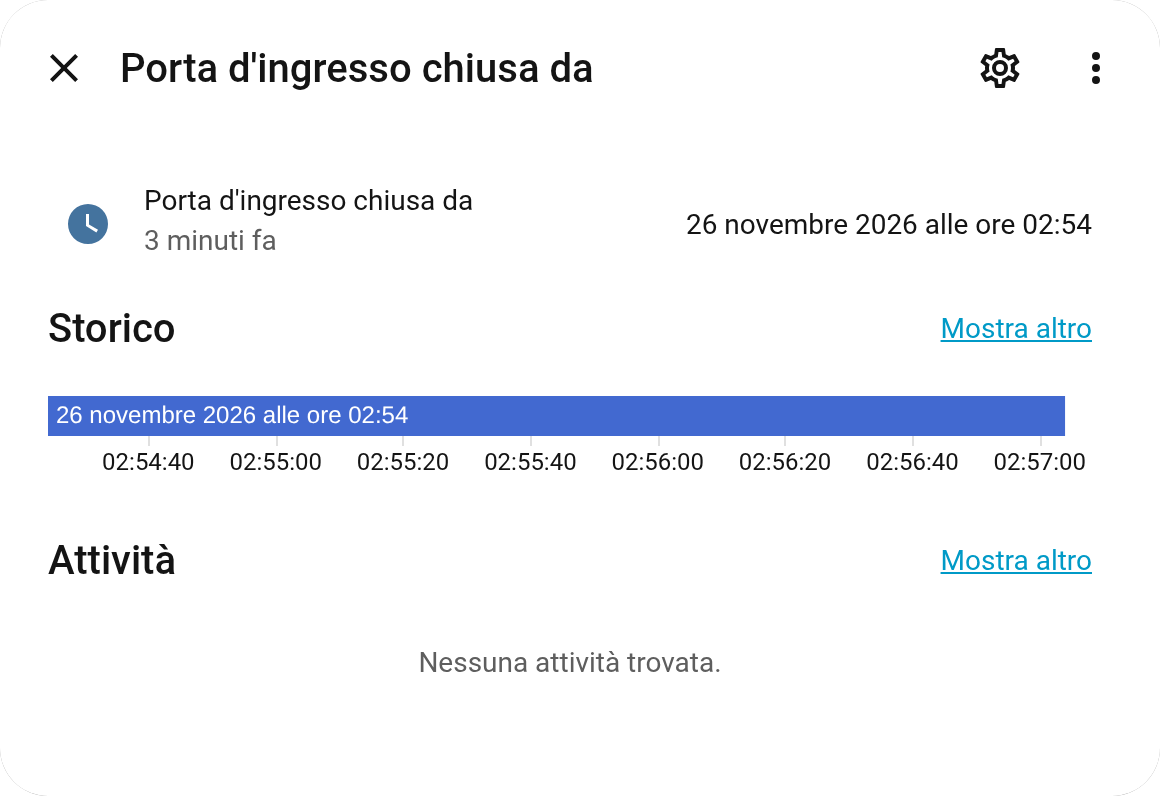 Porta d'ingresso chiusa da
Porta d'ingresso chiusa da
3 minuti fa
26 novembre 2026 alle ore 02:54
Storico
Mostra altro
26 novembre 2026 alle ore 02:54
02:54:40 02:55:00 02:55:20 02:55:40 02:56:00 02:56:20 02:56:40 02:57:00
Attività
Mostra altro
Nessuna attività trovata.